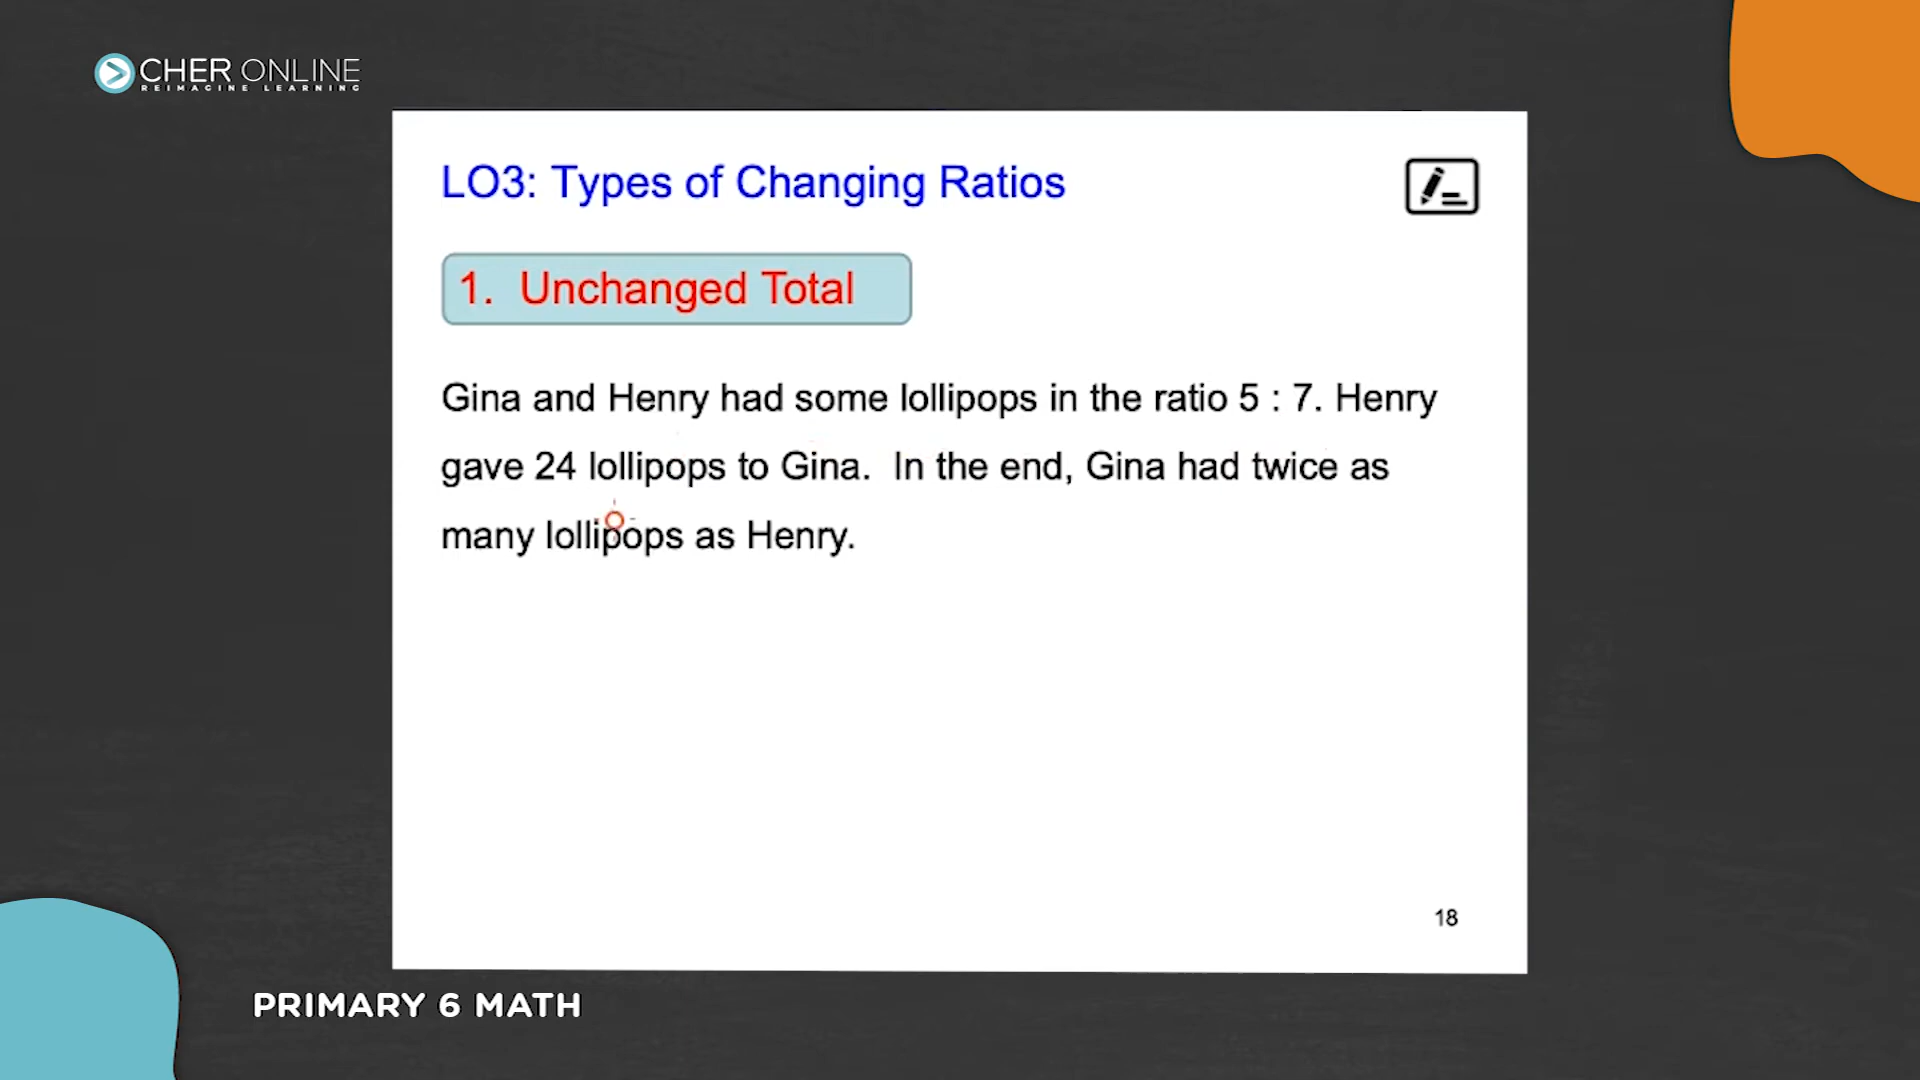 CHER ONLINE
REIMAGINE LEARNING
LO3: Types of Changing Ratios
1. Unchanged Total
Gina and Henry had some lollipops in the ratio 5 : 7. Henry
gave 24 lollipops to Gina. In the end, Gina had twice as
many lollipops as Henry.
18
PRIMARY 6 MATH